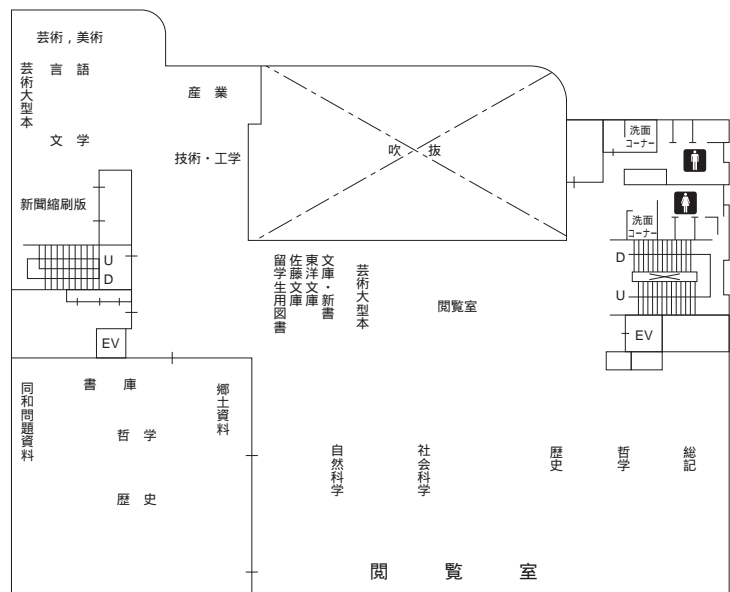 芸術，美術
芸術大型本
言語
産業
文学
技術・工学
吹抜
洗面
コーナー
新聞縮刷版
洗面
コーナー
U
D
D
U
文庫・新書
東洋文庫
佐藤文庫
留学生用図書
芸術大型本
閲覧室
EV
EV
書庫
同和問題資料
郷土資料
哲学
歴史
自然科学
社会科学
歴史
哲学
総記
閲覧室